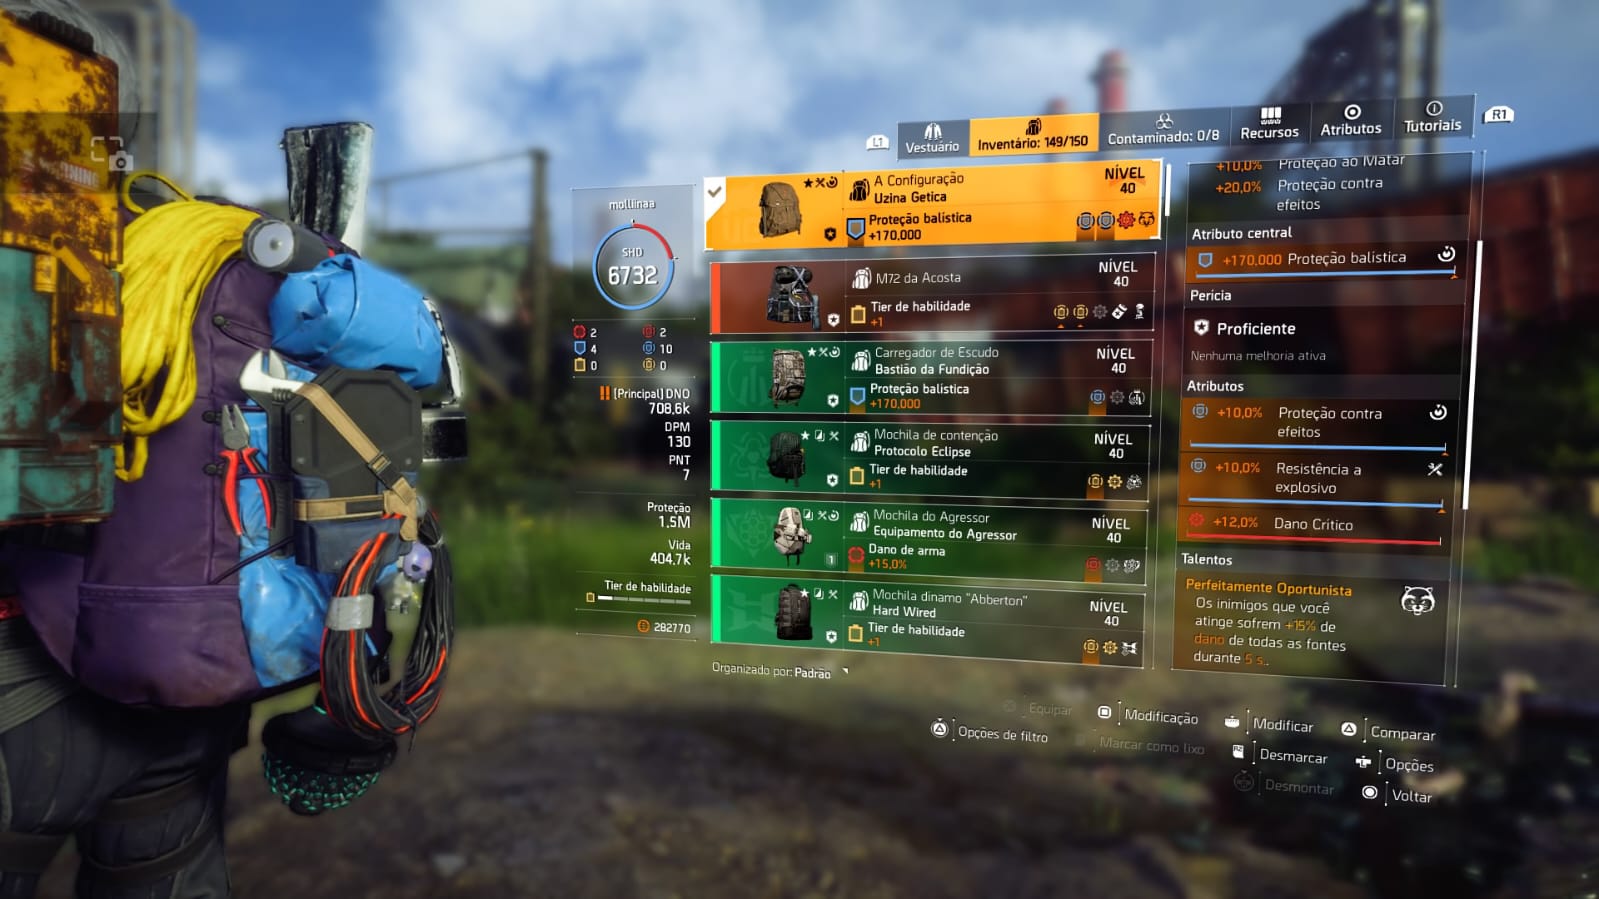 L1
Vestuário
Inventário: 149/150
Contaminado: 0/8
Recursos
Atributos
Tutoriais
R1
WARNING
molliinaa
SHD
6732
2
2
4
10
0
0
[Principal] DNO
708,6k
DPM
130
PNT
7
Proteção
1.5M
Vida
404,7k
Tier de habilidade
282770
A Configuração
Uzina Getica
Proteção balística
+170,000
NÍVEL
40
M72 da Acosta
Tier de habilidade
+1
NÍVEL
40
Carregador de Escudo
Bastião da Fundição
Proteção balística
+170,000
NÍVEL
40
Mochila de contenção
Protocolo Eclipse
Tier de habilidade
+1
NÍVEL
40
Mochila do Agressor
Equipamento do Agressor
Dano de arma
+15,0%
NÍVEL
40
1
Mochila dinamo "Abberton"
Hard Wired
Tier de habilidade
+1
NÍVEL
40
Organizado por: Padrão
+10,0% Proteção ao Matar
+20,0% Proteção contra
efeitos
Atributo central
+170,000 Proteção balística
Perícia
Proficiente
Nenhuma melhoria ativa
Atributos
+10,0% Proteção contra
efeitos
+10,0% Resistência a
explosivo
+12,0% Dano Crítico
Talentos
Perfeitamente Oportunista
Os inimigos que você
atinge sofrem +15% de
dano de todas as fontes
durante 5 s..
Equipar
Modificação
Modificar
Comparar
Opções de filtro
Marcar como lixo
R2
Desmarcar
Opções
Desmontar
Voltar